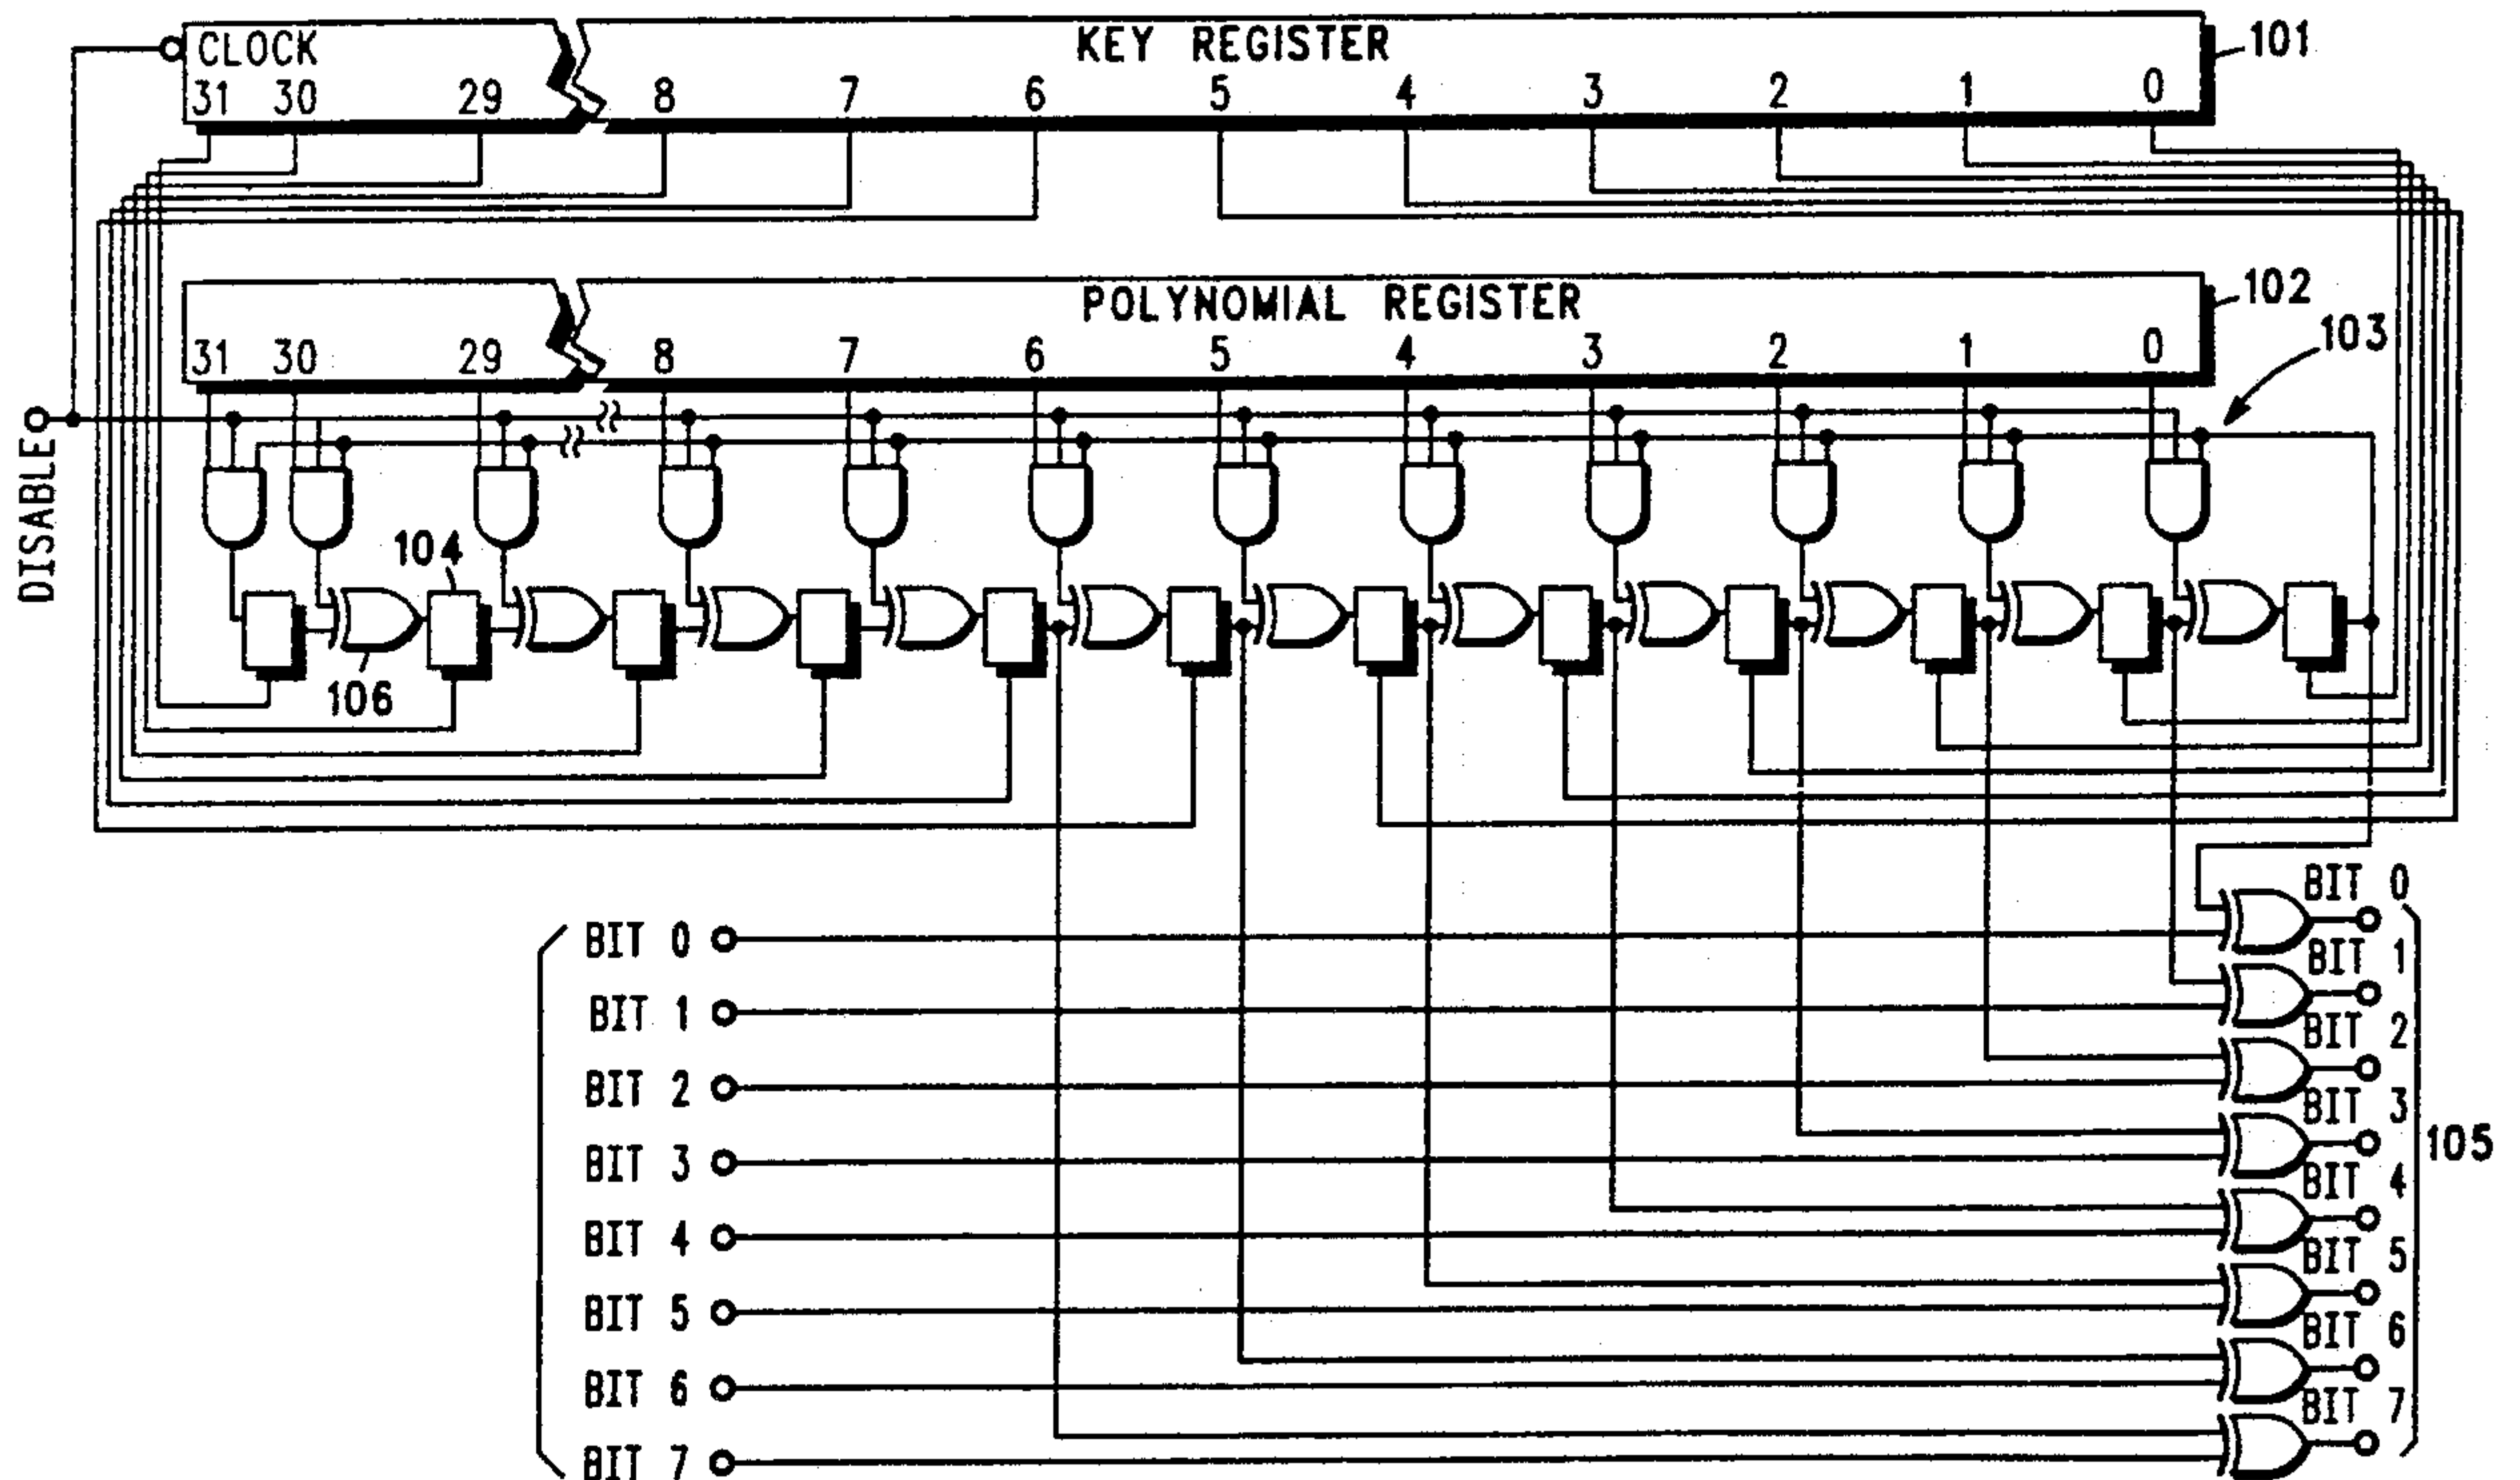 CLOCK KEY REGISTER 101
31 30 29 8 7 6 5 4 3 2 1 0
POLYNOMIAL REGISTER 102
103
31 30 29 8 7 6 5 4 3 2 1 0
DISABLE
104
106
BIT 0
BIT 0
BIT 1
BIT 1
BIT 2
BIT 2
BIT 3
BIT 3
105
BIT 4
BIT 4
BIT 5
BIT 5
BIT 6
BIT 6
BIT 7
BIT 7